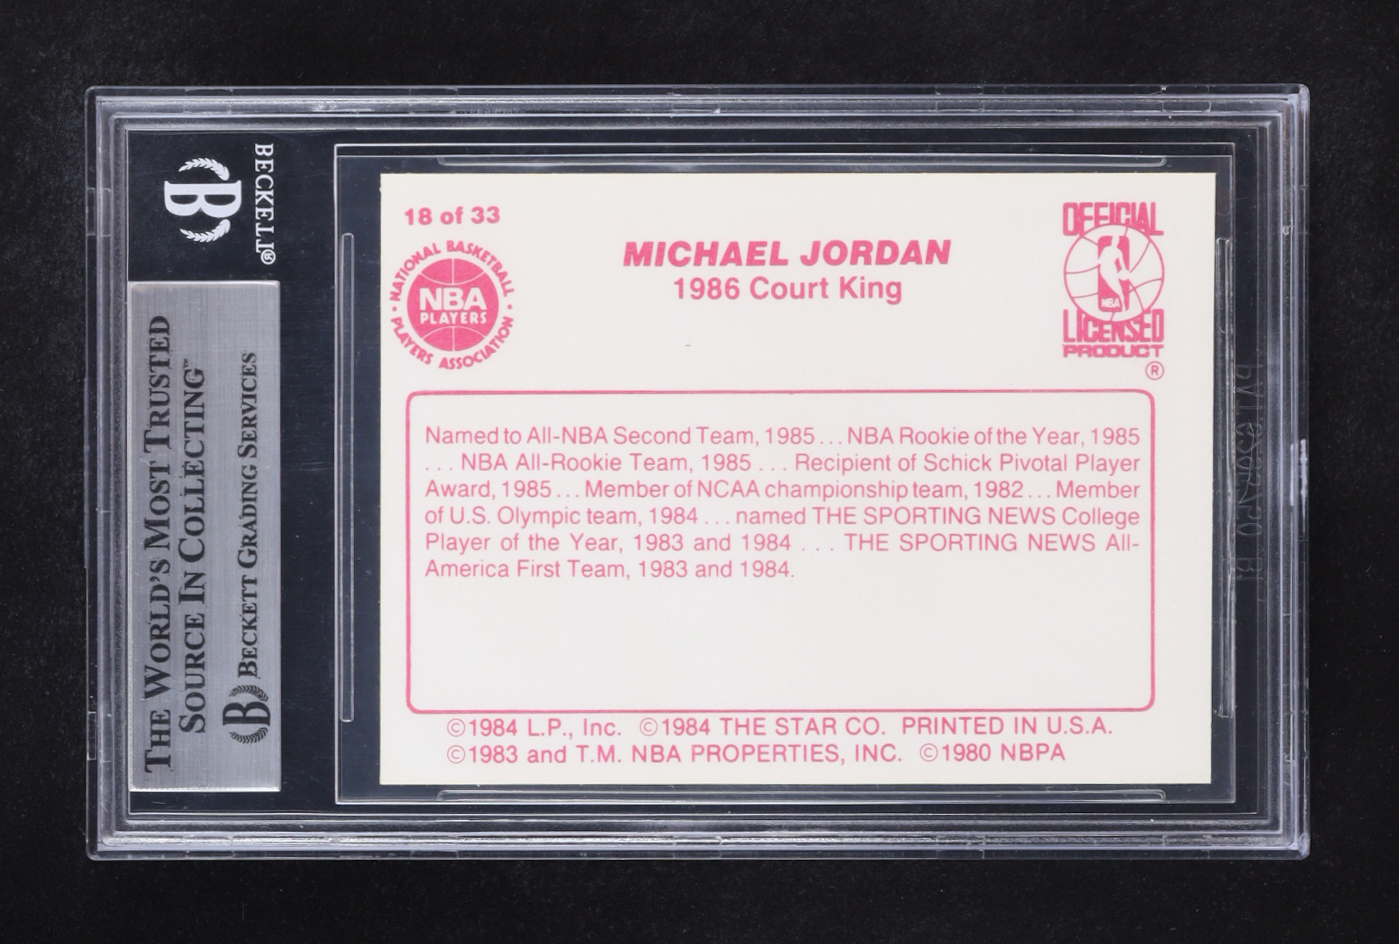 BECKETT®
B
THE WORLD'S MOST TRUSTED
SOURCE IN COLLECTING™
B BECKETT GRADING SERVICES
18 of 33
NATIONAL BASKETBALL
NBA
PLAYERS
PLAYERS ASSOCIATION
MICHAEL JORDAN
1986 Court King
OFFICIAL
NBA
LICENSED
PRODUCT
®
Named to All-NBA Second Team, 1985 . . . NBA Rookie of the Year, 1985
. . . NBA All-Rookie Team, 1985 . . . Recipient of Schick Pivotal Player
Award, 1985 . . . Member of NCAA championship team, 1982 . . . Member
of U.S. Olympic team, 1984 . . . named THE SPORTING NEWS College
Player of the Year, 1983 and 1984 . . . THE SPORTING NEWS All-
America First Team, 1983 and 1984.
©1984 L.P., Inc. ©1984 THE STAR CO. PRINTED IN U.S.A.
©1983 and T.M. NBA PROPERTIES, INC. ©1980 NBPA